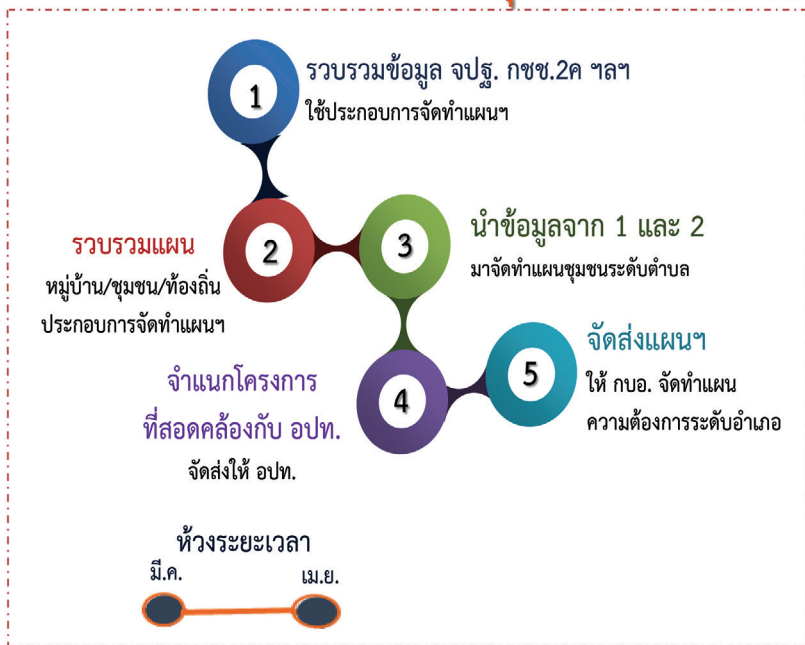 1
รวบรวมข้อมูล จปฐ. กชช.2ค ฯลฯ
ใช้ประกอบการจัดทำแผนฯ
2
รวบรวมแผน
หมู่บ้าน/ชุมชน/ท้องถิ่น
ประกอบการจัดทำแผนฯ
3
นำข้อมูลจาก 1 และ 2
มาจัดทำแผนชุมชนระดับตำบล
4
จำแนกโครงการ
ที่สอดคล้องกับ อปท.
จัดส่งให้ อปท.
5
จัดส่งแผนฯ
ให้ กบอ. จัดทำแผน
ความต้องการระดับอำเภอ
ห้วงระยะเวลา
มี.ค.
เม.ย.